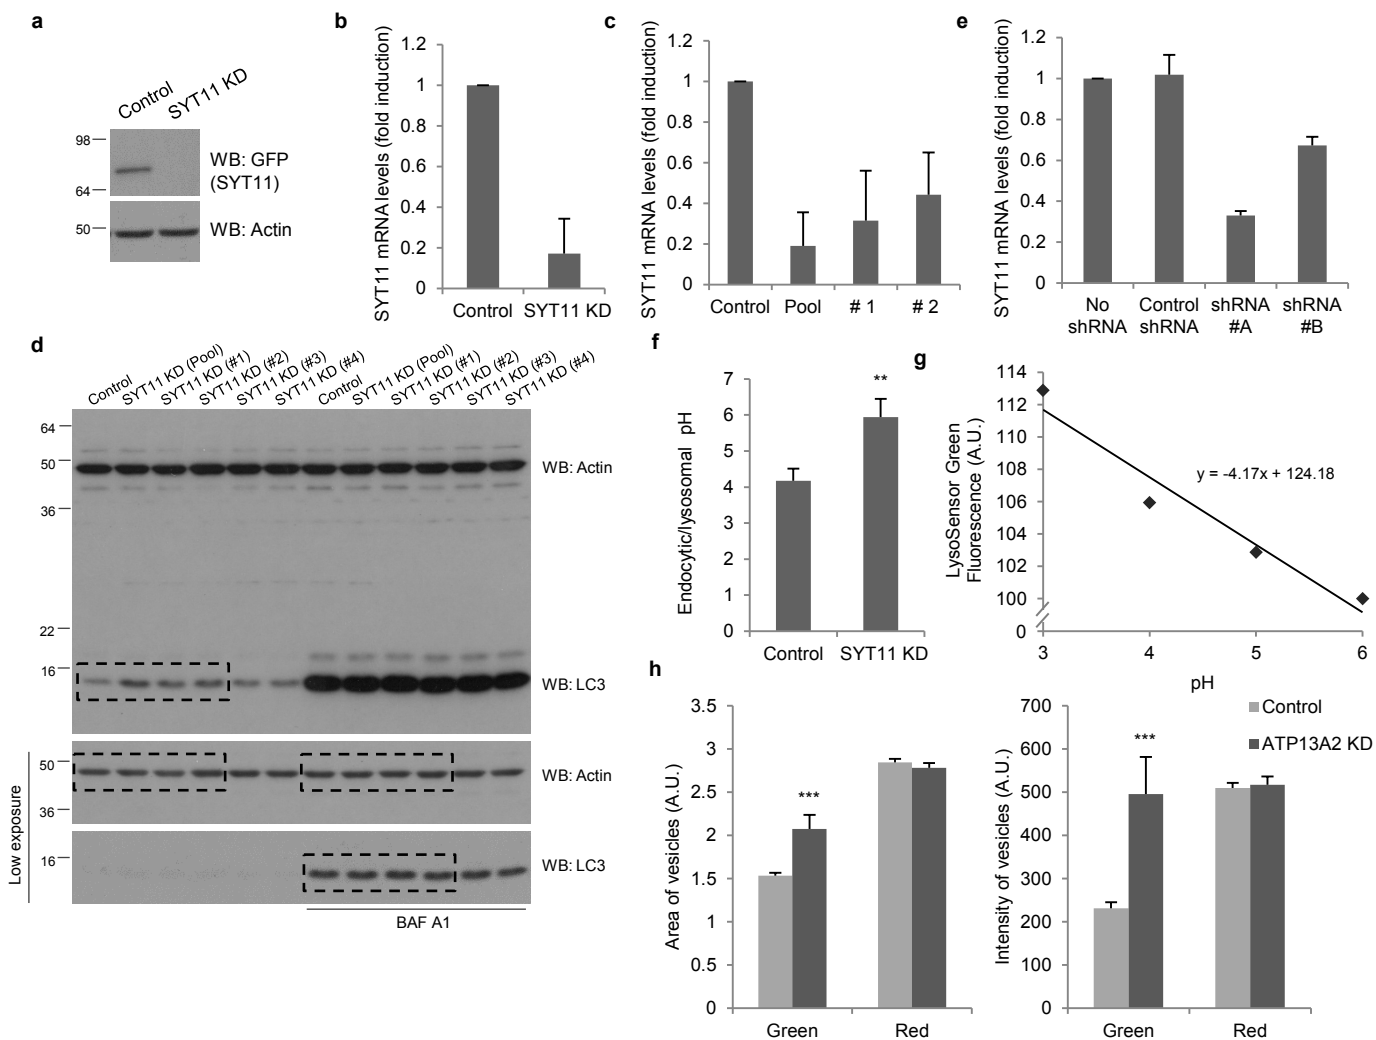 a
Control
SYT11 KD
98
64
50
WB: GFP
(SYT11)
WB: Actin
b
SYT11 mRNA levels (fold induction)
1.2
1
0.8
0.6
0.4
0.2
0
Control
SYT11 KD
c
SYT11 mRNA levels (fold induction)
1.2
1
0.8
0.6
0.4
0.2
0
Control
Pool
# 1
# 2
e
SYT11 mRNA levels (fold induction)
1.2
1
0.8
0.6
0.4
0.2
0
No
shRNA
Control
shRNA
shRNA
#A
shRNA
#B
d
Control
SYT11 KD (Pool)
SYT11 KD (#1)
SYT11 KD (#2)
SYT11 KD (#3)
SYT11 KD (#4)
Control
SYT11 KD (Pool)
SYT11 KD (#1)
SYT11 KD (#2)
SYT11 KD (#3)
SYT11 KD (#4)
64
50
36
22
16
WB: Actin
WB: LC3
Low exposure
50
36
16
WB: Actin
WB: LC3
BAF A1
f
Endocytic/lysosomal pH
7
6
5
4
3
2
1
0
**
Control
SYT11 KD
g
LysoSensor Green
Fluorescence (A.U.)
114
112
108
106
104
102
100
0
y = -4.17x + 124.18
3
4
5
6
pH
h
Area of vesicles (A.U.)
3.5
3
2.5
2
1.5
1
0.5
0
***
Green
Red
Intensity of vesicles (A.U.)
700
600
500
400
300
200
100
0
***
Green
Red
Control
ATP13A2 KD